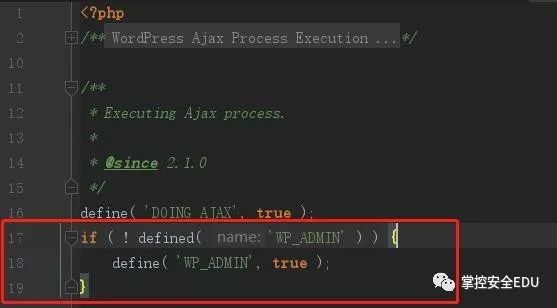 1 <?php
2 /** WordPress Ajax Process Execution ...*/
10
11 /**
12 * Executing Ajax process.
13 *
14 * @since 2.1.0
15 */
16 define( 'DOING_AJAX', true );
17 if ( ! defined( name: 'WP_ADMIN' ) ) {
18 define( 'WP_ADMIN', true );
19 }
掌控安全EDU